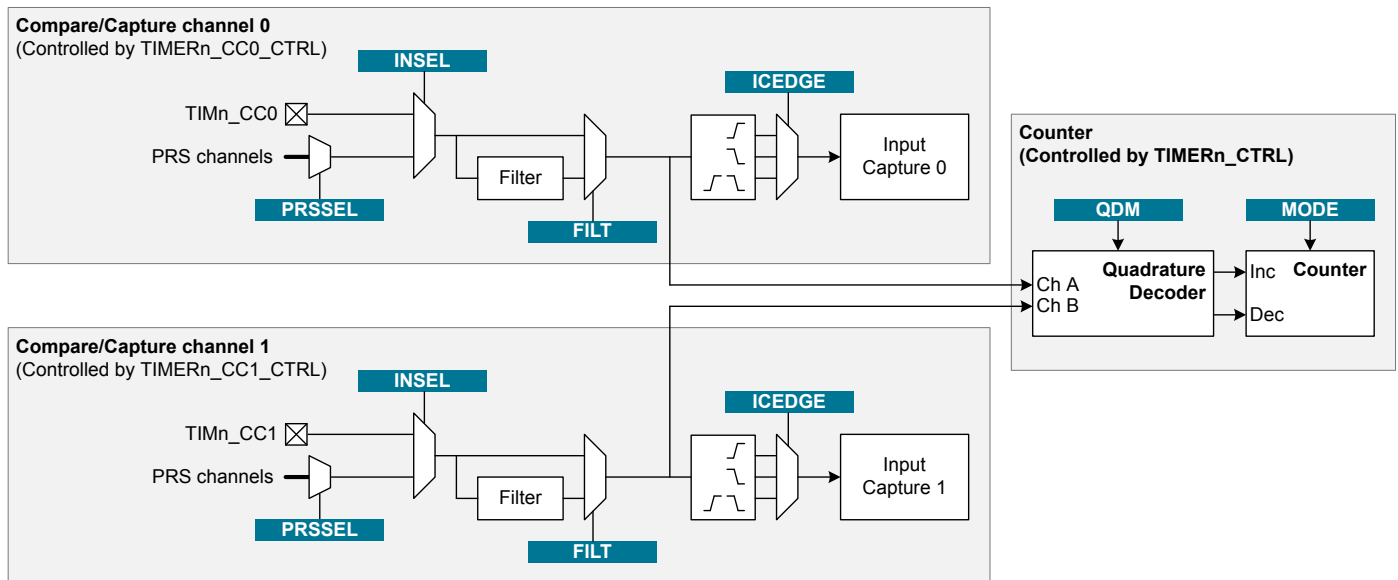 Compare/Capture channel 0
(Controlled by TIMERn_CC0_CTRL)
INSEL
ICEDGE
TIMn_CC0
PRS channels
Filter
Input
Capture 0
PRSSEL
FILT
Counter
(Controlled by TIMERn_CTRL)
QDM
MODE
Ch A
Ch B
Quadrature
Decoder
Inc
Counter
Dec
Compare/Capture channel 1
(Controlled by TIMERn_CC1_CTRL)
INSEL
ICEDGE
TIMn_CC1
PRS channels
Filter
Input
Capture 1
PRSSEL
FILT